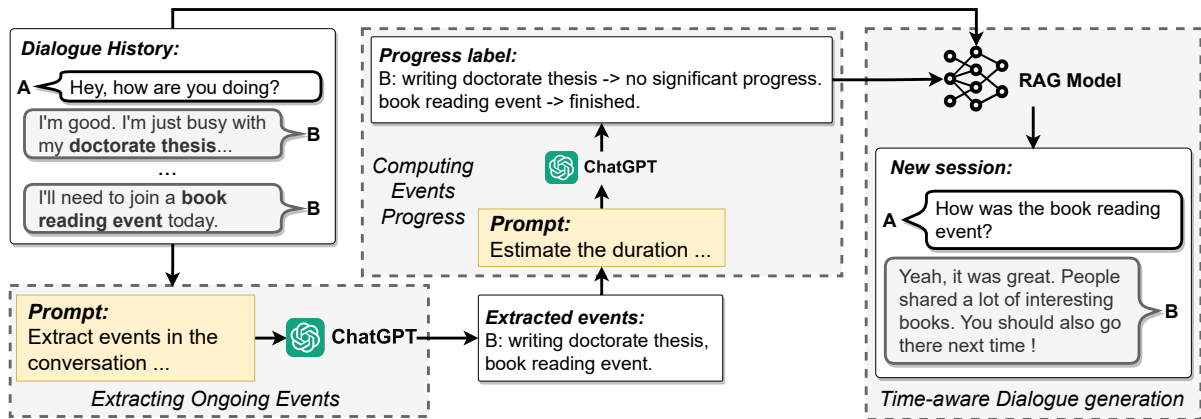 Dialogue History:
A
Hey, how are you doing?
I'm good. I'm just busy with
my doctorate thesis...
B
...
I'll need to join a book
reading event today.
B
Prompt:
Extract events in the
conversation ...
ChatGPT
Extracting Ongoing Events
Extracted events:
B: writing doctorate thesis,
book reading event.
Prompt:
Estimate the duration ...
ChatGPT
Computing
Events
Progress
Progress label:
B: writing doctorate thesis -> no significant progress.
book reading event -> finished.
RAG Model
New session:
A
How was the book reading
event?
Yeah, it was great. People
shared a lot of interesting
books. You should also go
there next time !
B
Time-aware Dialogue generation